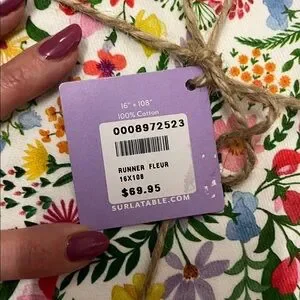 16" x 108"
100% Cotton
0008972523
RUNNER FLEUR
16X108
$69.95
SURLATABLE.COM